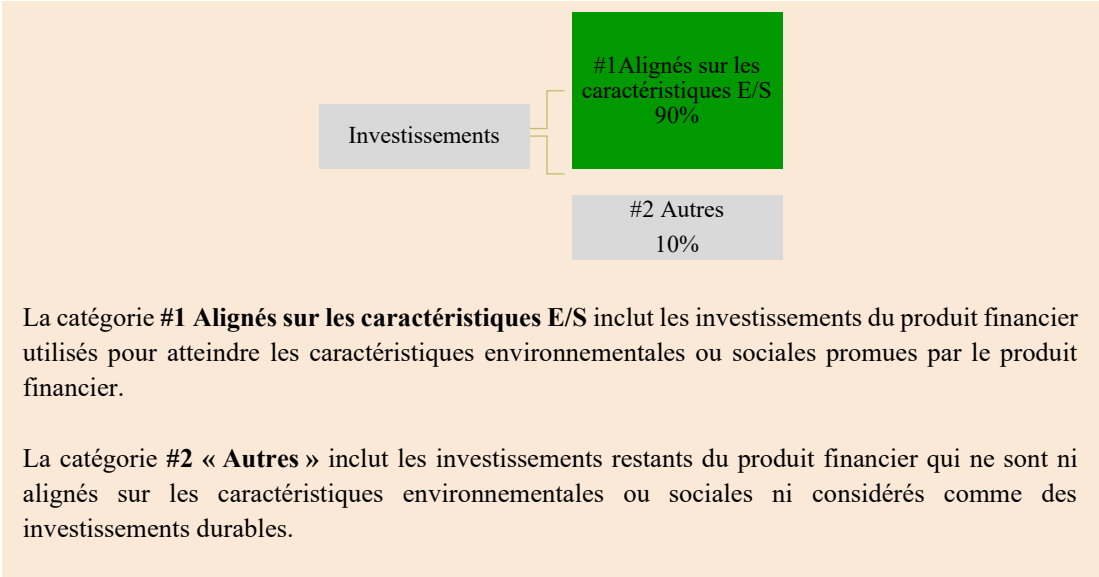 #1Alignés sur les
caractéristiques E/S
90%
Investissements
#2 Autres
10%
La catégorie #1 Alignés sur les caractéristiques E/S inclut les investissements du produit financier
utilisés pour atteindre les caractéristiques environnementales ou sociales promues par le produit
financier.
La catégorie #2 « Autres » inclut les investissements restants du produit financier qui ne sont ni
alignés sur les caractéristiques environnementales ou sociales ni considérés comme des
investissements durables.